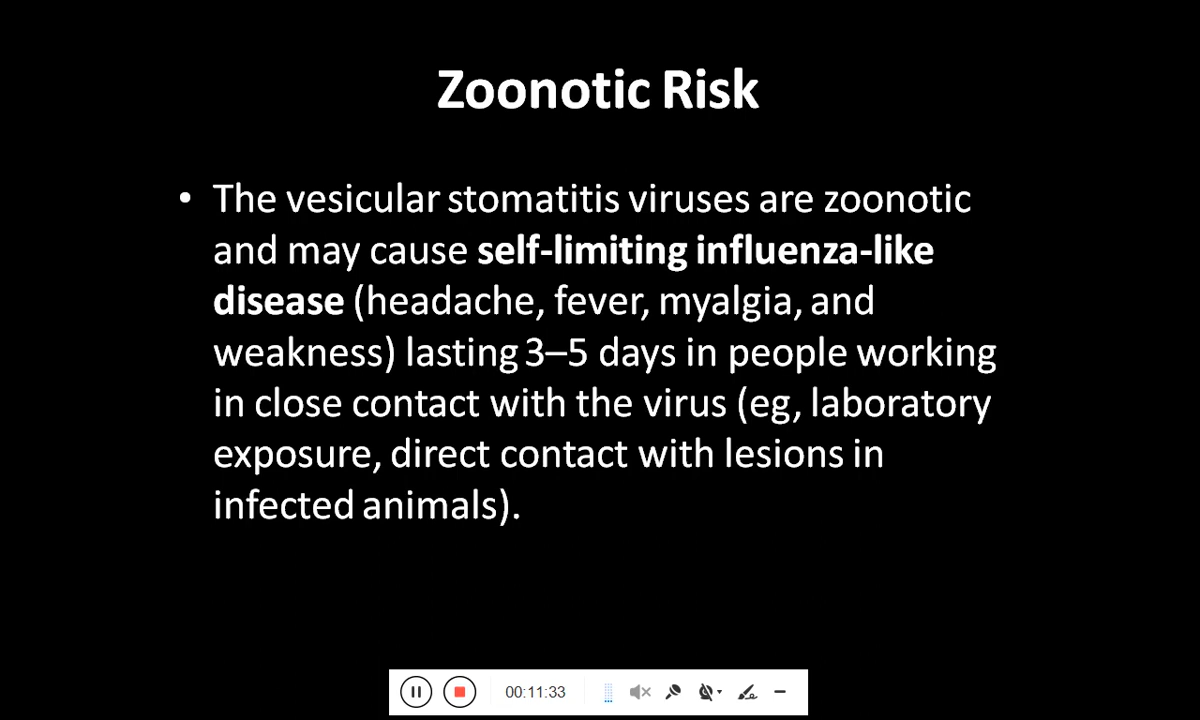 Zoonotic Risk
• The vesicular stomatitis viruses are zoonotic
and may cause self-limiting influenza-like
disease (headache, fever, myalgia, and
weakness) lasting 3–5 days in people working
in close contact with the virus (eg, laboratory
exposure, direct contact with lesions in
infected animals).
00:11:33